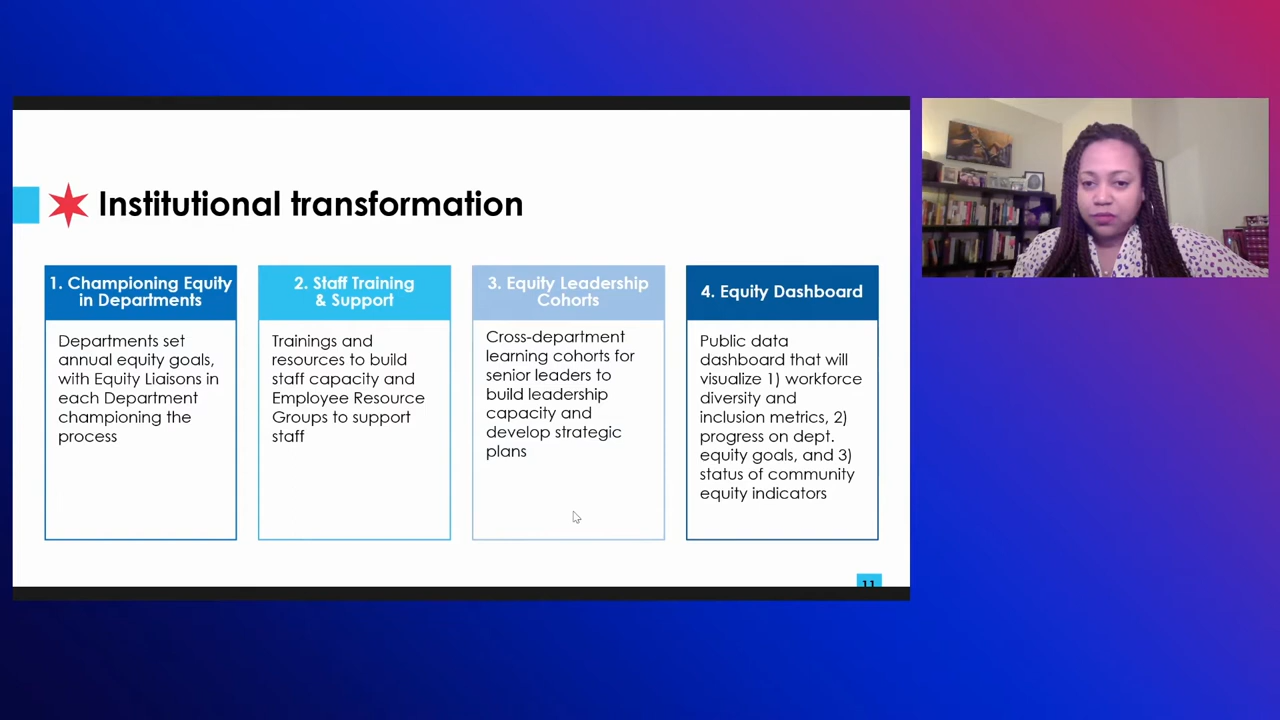 Institutional transformation
1. Championing Equity
in Departments
Departments set
annual equity goals,
with Equity Liaisons in
each Department
championing the
process
2. Staff Training
& Support
Trainings and
resources to build
staff capacity and
Employee Resource
Groups to support
staff
3. Equity Leadership
Cohorts
Cross-department
learning cohorts for
senior leaders to
build leadership
capacity and
develop strategic
plans
4. Equity Dashboard
Public data
dashboard that will
visualize 1) workforce
diversity and
inclusion metrics, 2)
progress on dept.
equity goals, and 3)
status of community
equity indicators
11